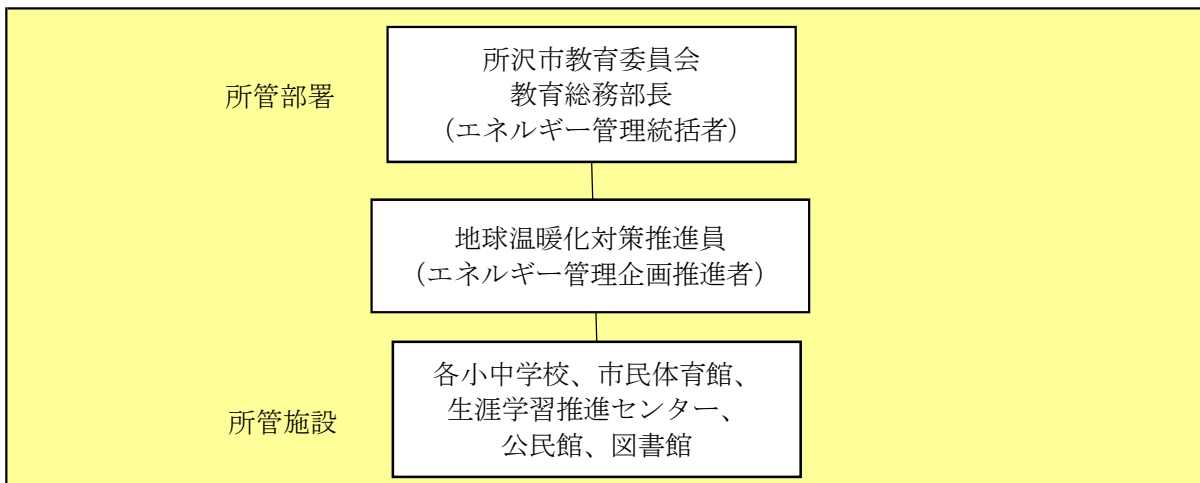 所沢市教育委員会
所管部署
教育総務部長
（エネルギー管理統括者）
地球温暖化対策推進員
（エネルギー管理企画推進者）
各小中学校、市民体育館、
生涯学習推進センター、
所管施設
公民館、図書館